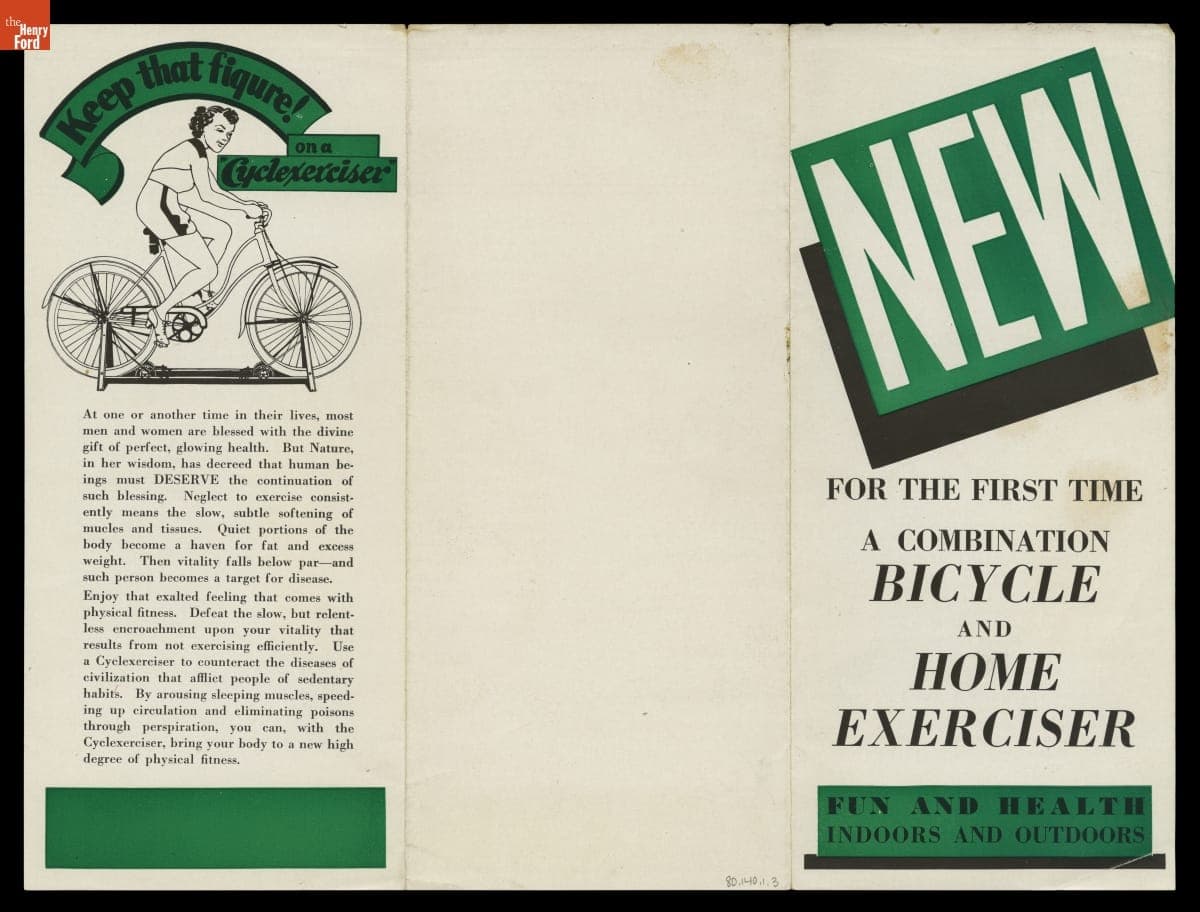 the
Henry
Ford
Keep that figure!
on a
"Cyclexerciser"
At one or another time in their lives, most
men and women are blessed with the divine
gift of perfect, glowing health. But Nature,
in her wisdom, has decreed that human be-
ings must DESERVE the continuation of
such blessing. Neglect to exercise consist-
ently means the slow, subtle softening of
mucles and tissues. Quiet portions of the
body become a haven for fat and excess
weight. Then vitality falls below par—and
such person becomes a target for disease.
Enjoy that exalted feeling that comes with
physical fitness. Defeat the slow, but relent-
less encroachment upon your vitality that
results from not exercising efficiently. Use
a Cyclexerciser to counteract the diseases of
civilization that afflict people of sedentary
habits. By arousing sleeping muscles, speed-
ing up circulation and eliminating poisons
through perspiration, you can, with the
Cyclexerciser, bring your body to a new high
degree of physical fitness.
80.140.1.3
NEW
FOR THE FIRST TIME
A COMBINATION
BICYCLE
AND
HOME
EXERCISER
FUN AND HEALTH
INDOORS AND OUTDOORS